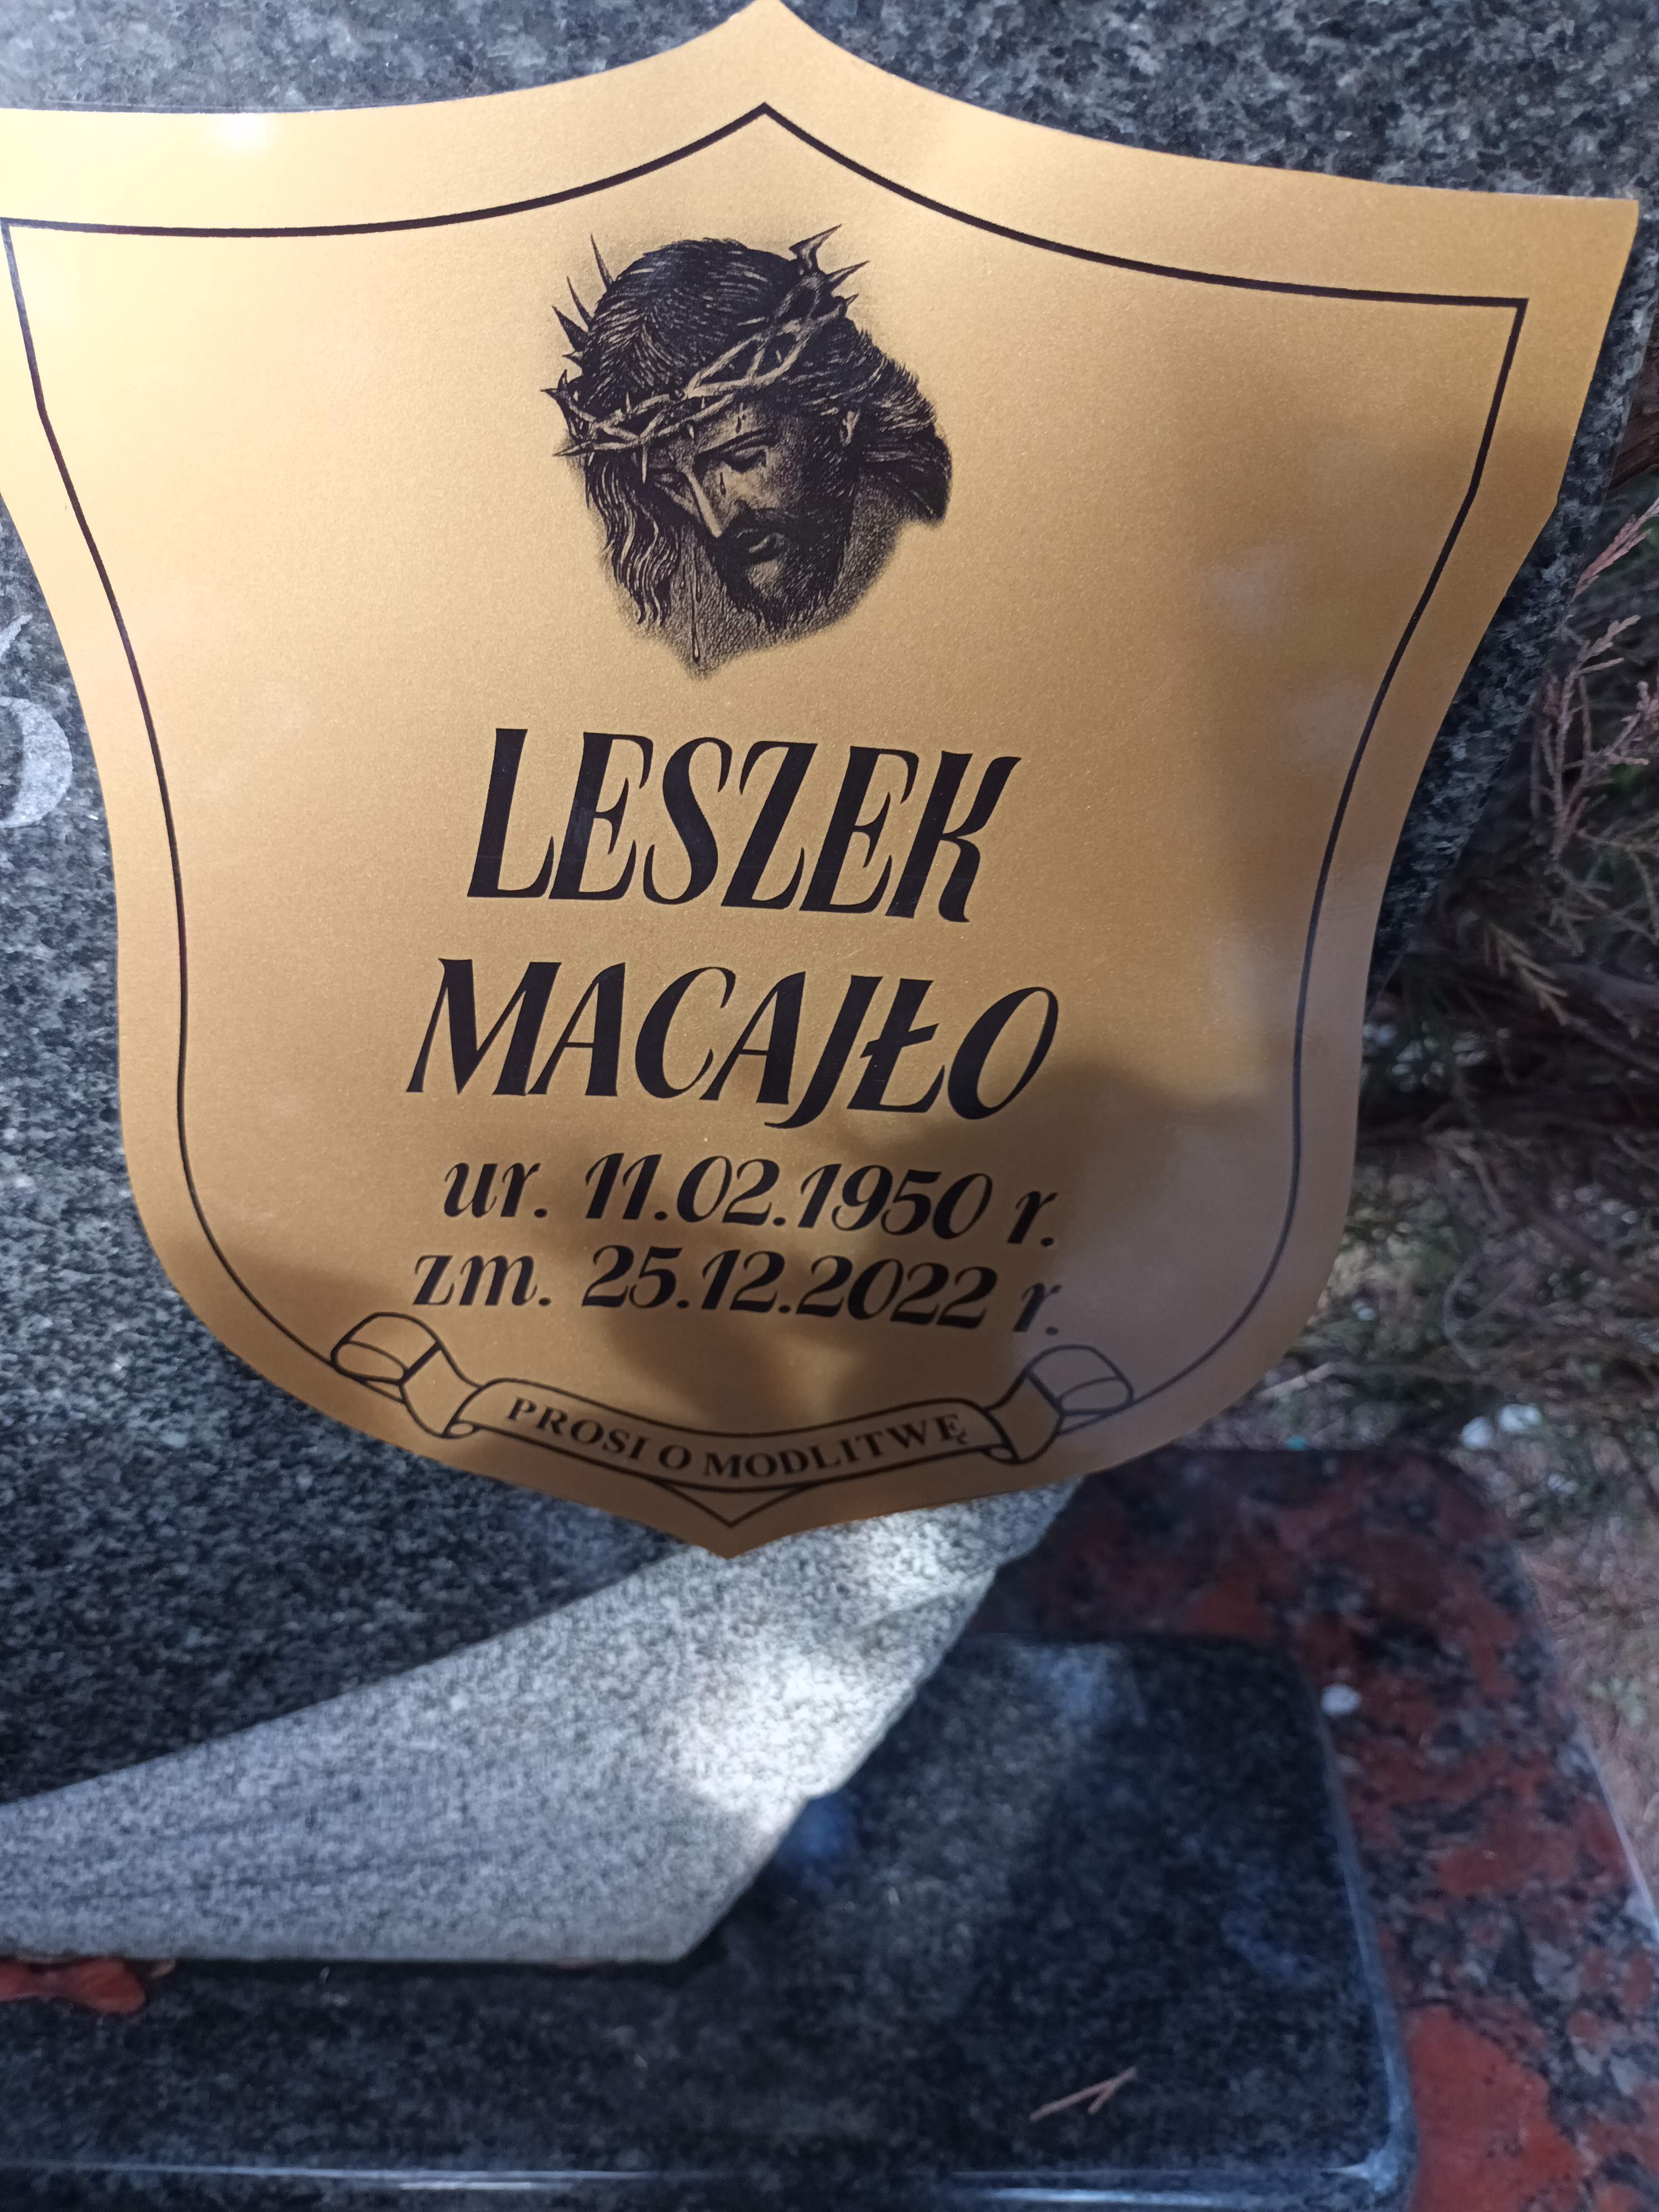 LESZEK
MACAJŁO
ur. 11.02.1950 r.
zm. 25.12.2022 r.
PROSI O MODLITWĘ